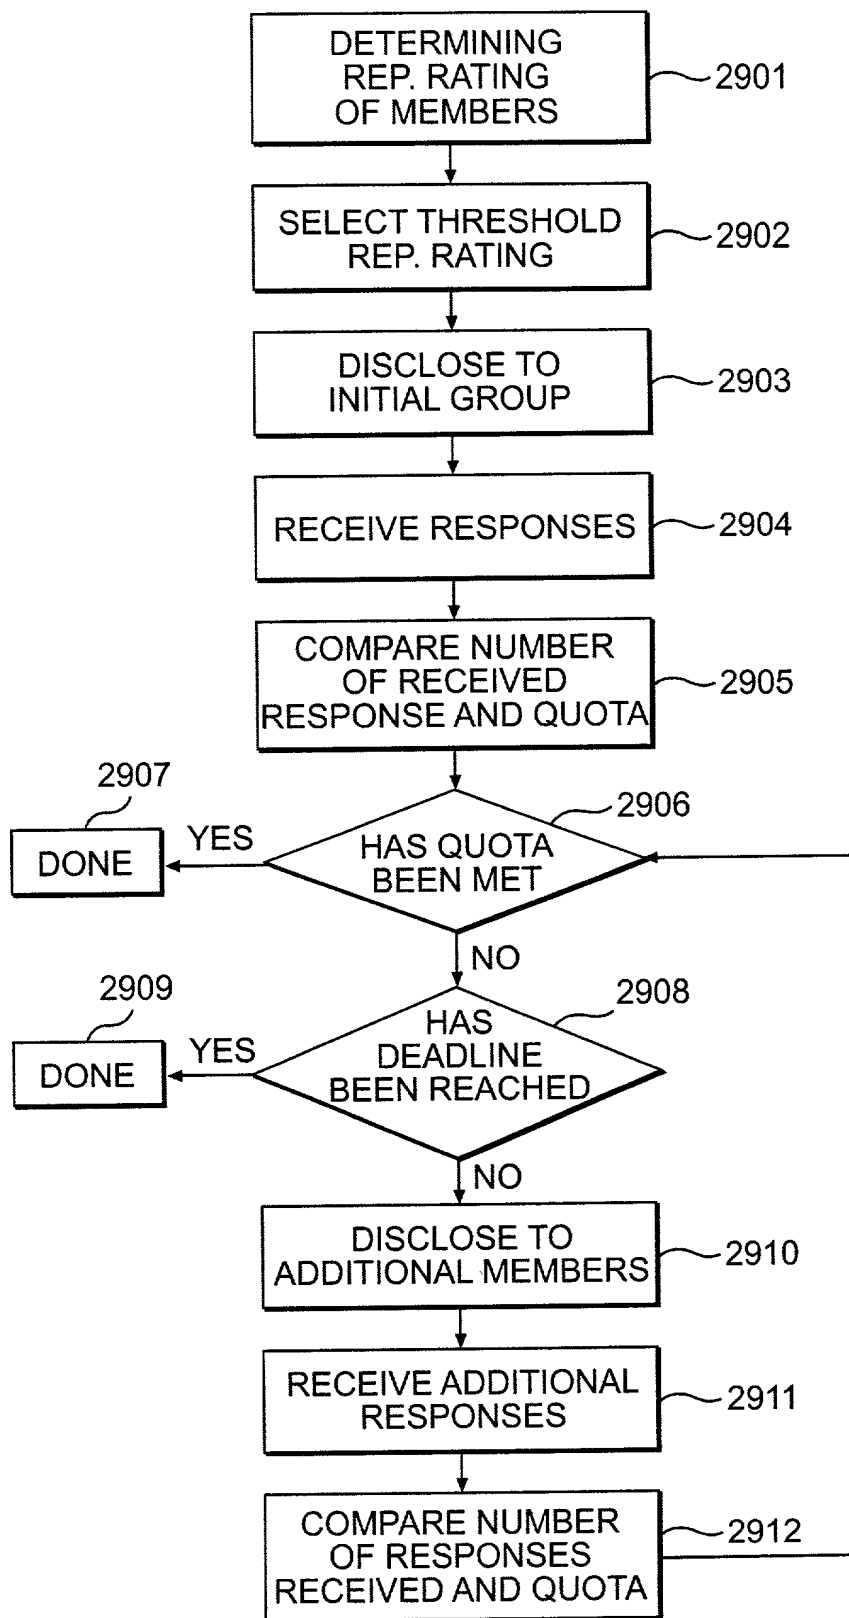 DETERMINING
REP. RATING
OF MEMBERS
2901
SELECT THRESHOLD
REP. RATING
2902
DISCLOSE TO
INITIAL GROUP
2903
RECEIVE RESPONSES
2904
COMPARE NUMBER
OF RECEIVED
RESPONSE AND QUOTA
2905
2907
DONE
YES
HAS QUOTA
BEEN MET
2906
NO
2909
DONE
YES
HAS
DEADLINE
BEEN REACHED
2908
NO
DISCLOSE TO
ADDITIONAL MEMBERS
2910
RECEIVE ADDITIONAL
RESPONSES
2911
COMPARE NUMBER
OF RESPONSES
RECEIVED AND QUOTA
2912